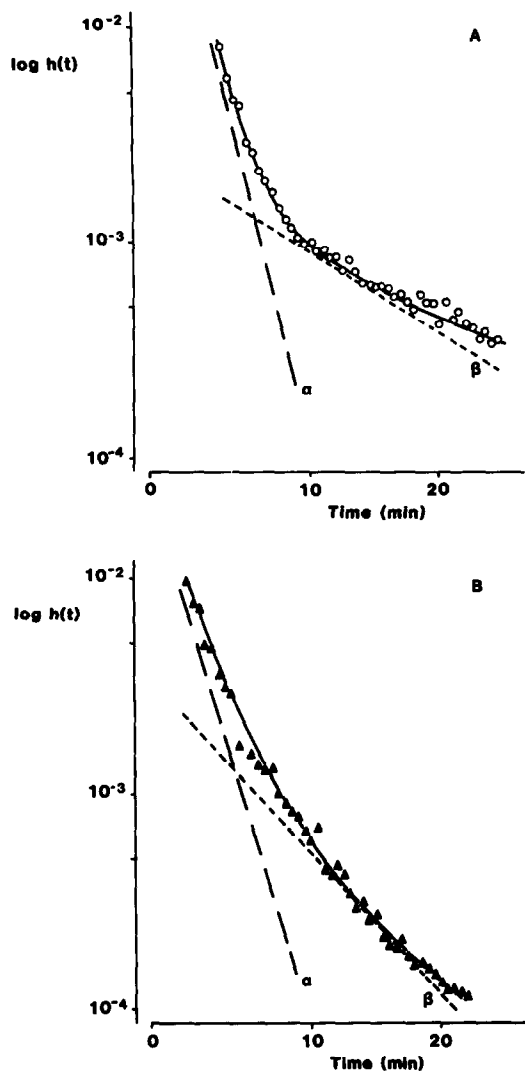 10⁻²
A
log h(t)
10⁻³
β
α
10⁻⁴
0
10
20
Time (min)
10⁻²
B
log h(t)
10⁻³
α
β
10⁻⁴
0
10
20
Time (min)